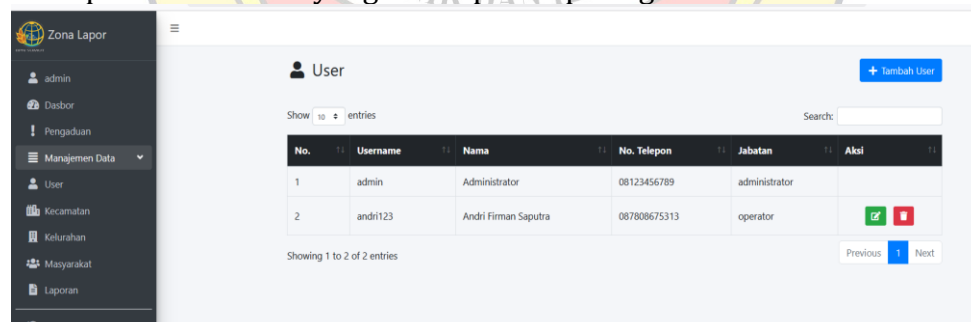 Zona Lapor
admin
Dasbor
Pengaduan
Manajemen Data
User
Kecamatan
Kelurahan
Masyarakat
Laporan
User
+ Tambah User
Show 10 entries
Search:
No. Username Nama No. Telepon Jabatan Aksi
1 admin Administrator 08123456789 administrator
2 andri123 Andri Firman Saputra 087808675313 operator
Showing 1 to 2 of 2 entries
Previous 1 Next